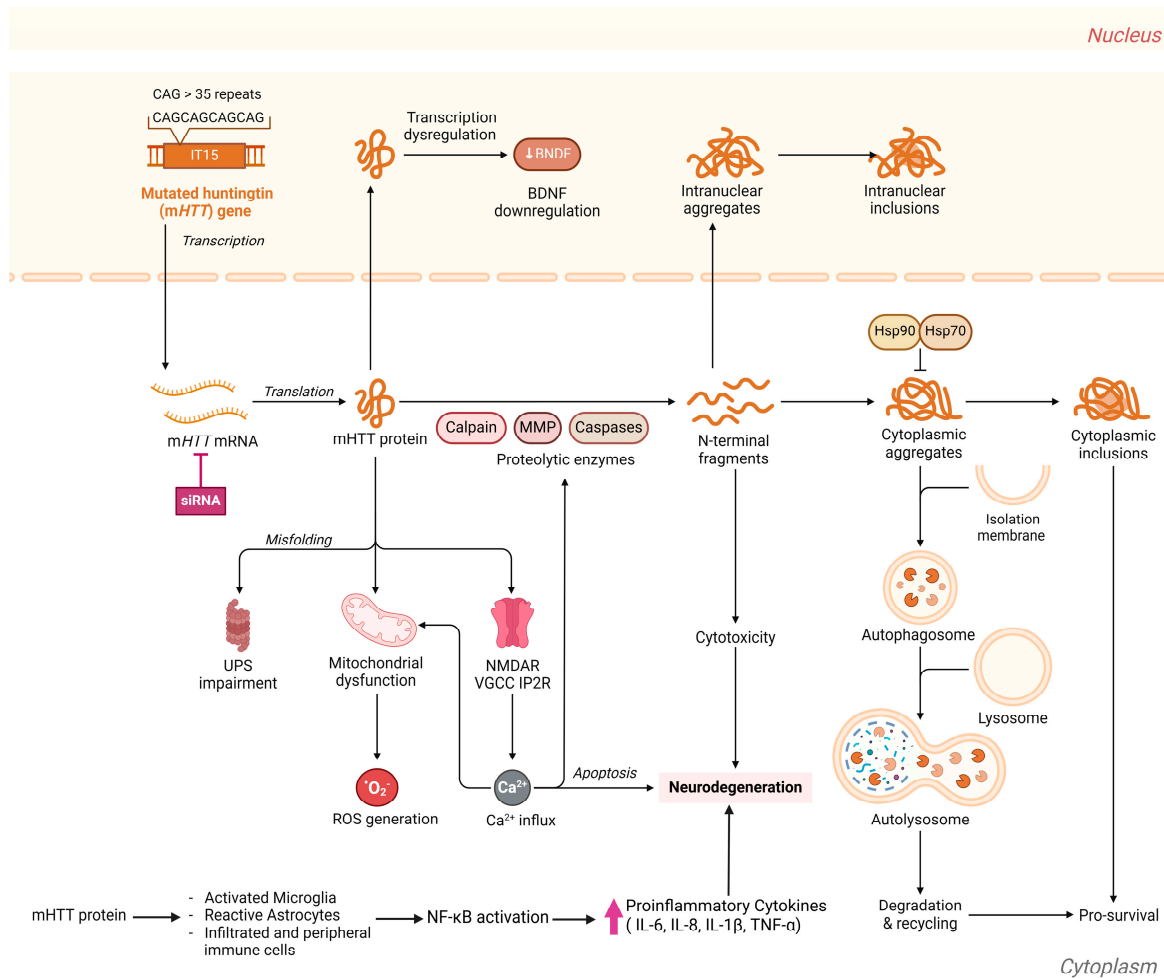 Nucleus
CAG > 35 repeats
CAGCAGCAGCAG
IT15
Mutated huntingtin
(mHTT) gene
Transcription
Transcription
dysregulation
↓BNDF
BDNF
downregulation
Intranuclear
aggregates
Intranuclear
inclusions
Hsp90
Hsp70
mHTT mRNA
siRNA
Translation
mHTT protein
Calpain
MMP
Caspases
Proteolytic enzymes
N-terminal
fragments
Cytoplasmic
aggregates
Cytoplasmic
inclusions
Isolation
membrane
Misfolding
UPS
impairment
Mitochondrial
dysfunction
NMDAR
VGCC IP2R
Cytotoxicity
Autophagosome
Lysosome
•O₂⁻
ROS generation
Ca²⁺
Ca²⁺ influx
Apoptosis
Neurodegeneration
Autolysosome
mHTT protein
- Activated Microglia
- Reactive Astrocytes
- Infiltrated and peripheral
immune cells
NF-κB activation
Proinflammatory Cytokines
( IL-6, IL-8, IL-1β, TNF-α)
Degradation
& recycling
Pro-survival
Cytoplasm